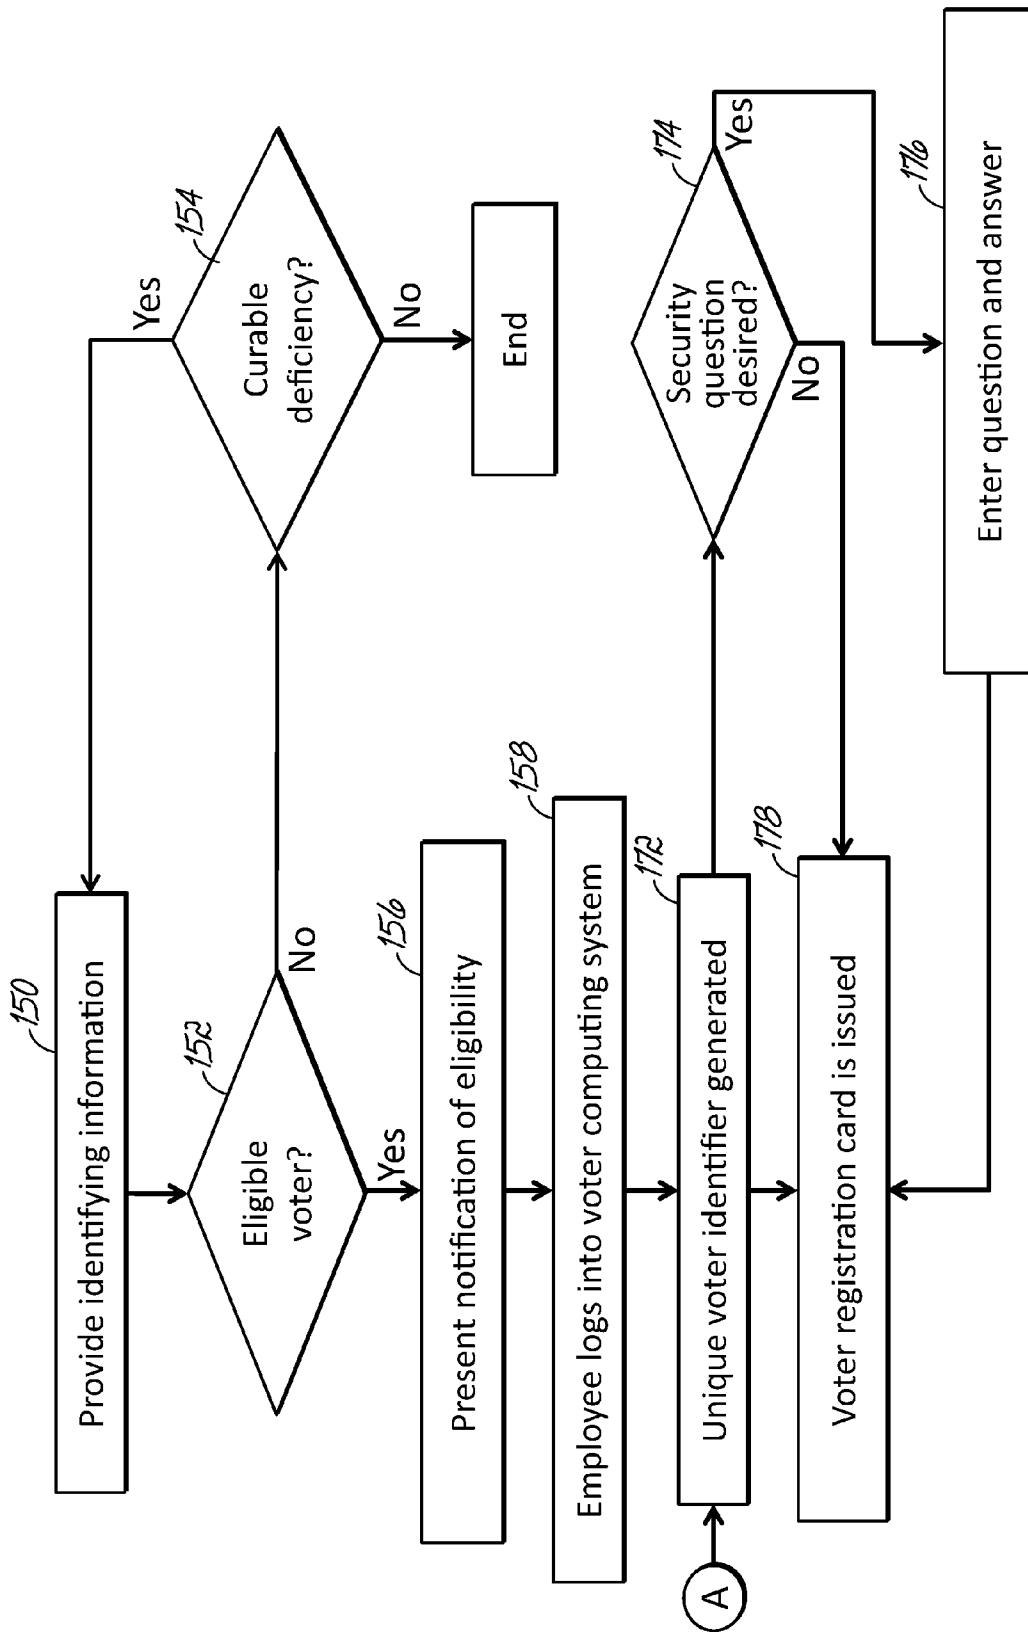 150
Provide identifying information
152
Eligible
voter?
No
Yes
154
Curable
deficiency?
Yes
No
End
156
Present notification of eligibility
158
Employee logs into voter computing system
A
172
Unique voter identifier generated
174
Security
question
desired?
Yes
No
178
Voter registration card is issued
176
Enter question and answer